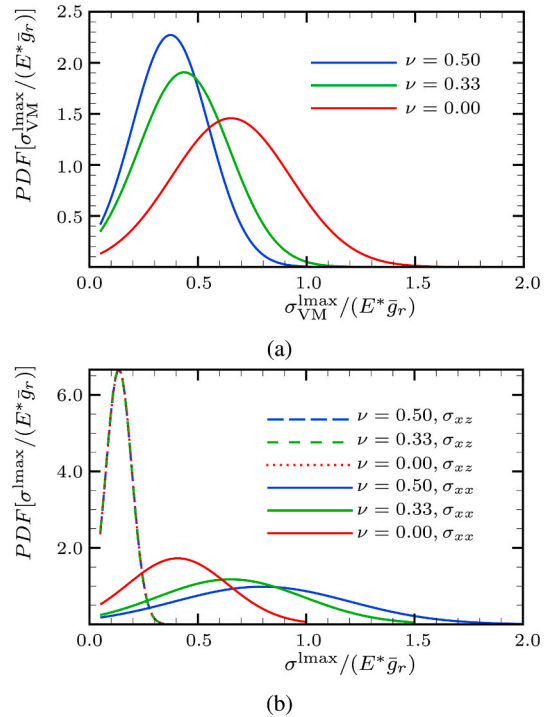 (a)
2.5
2.0
1.5
1.0
0.5
PDF[σ_VM^lmax/(E* ḡ_r)]
ν = 0.50
ν = 0.33
ν = 0.00
0.0 0.5 1.0 1.5 2.0
σ_VM^lmax/(E* ḡ_r)
(a)
6.0
4.0
2.0
PDF[σ^lmax/(E* ḡ_r)]
ν = 0.50, σ_xz
ν = 0.33, σ_xz
ν = 0.00, σ_xz
ν = 0.50, σ_xx
ν = 0.33, σ_xx
ν = 0.00, σ_xx
0.0 0.5 1.0 1.5 2.0
σ^lmax/(E* ḡ_r)
(b)